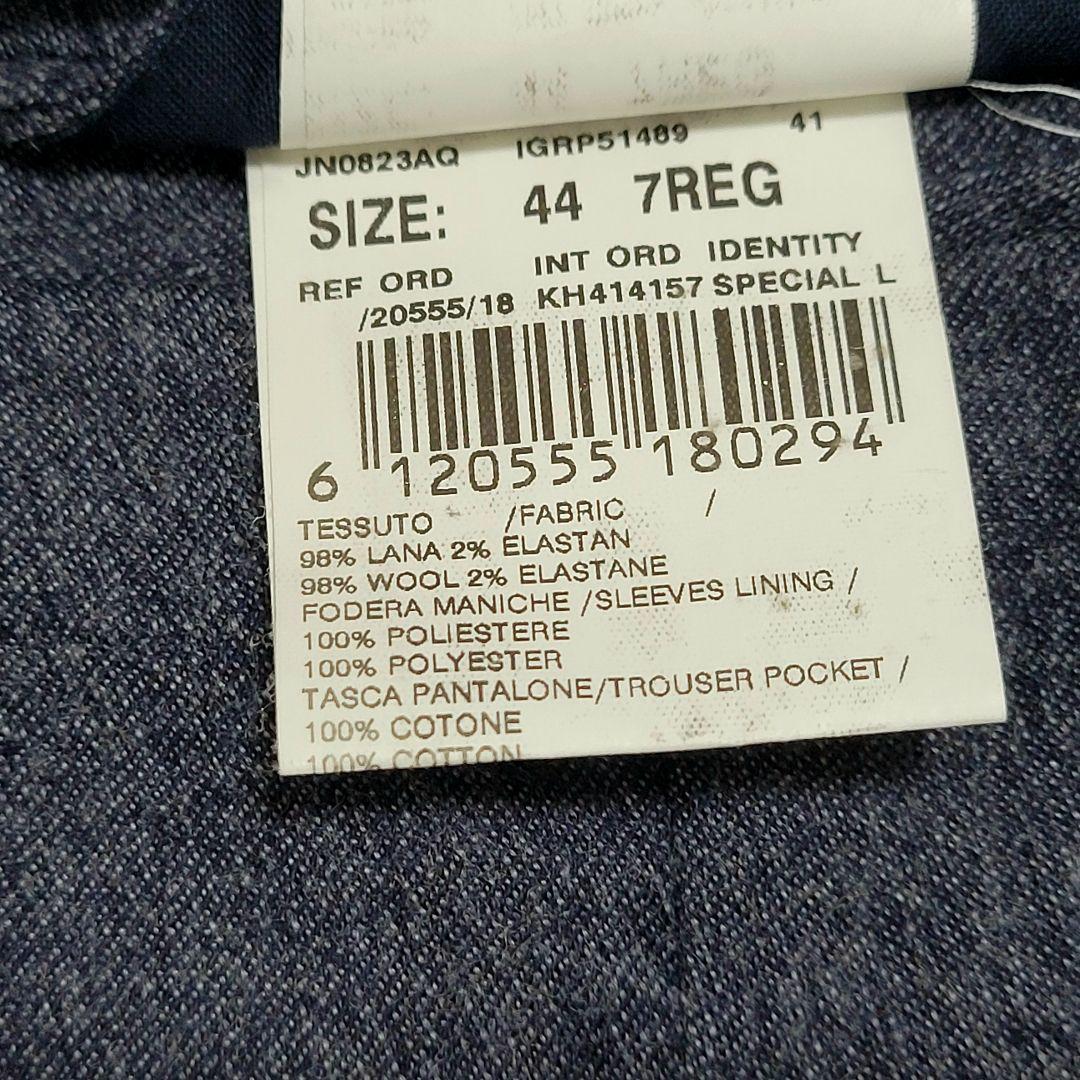 JN0823AQ IGRP51489 41
SIZE: 44 7REG
REF ORD INT ORD IDENTITY
/20555/18 KH414157 SPECIAL L
6 120555 180294
TESSUTO /FABRIC /
98% LANA 2% ELASTAN
98% WOOL 2% ELASTANE
FODERA MANICHE /SLEEVES LINING /
100% POLIESTERE
100% POLYESTER
TASCA PANTALONE/TROUSER POCKET /
100% COTONE
100% COTTON